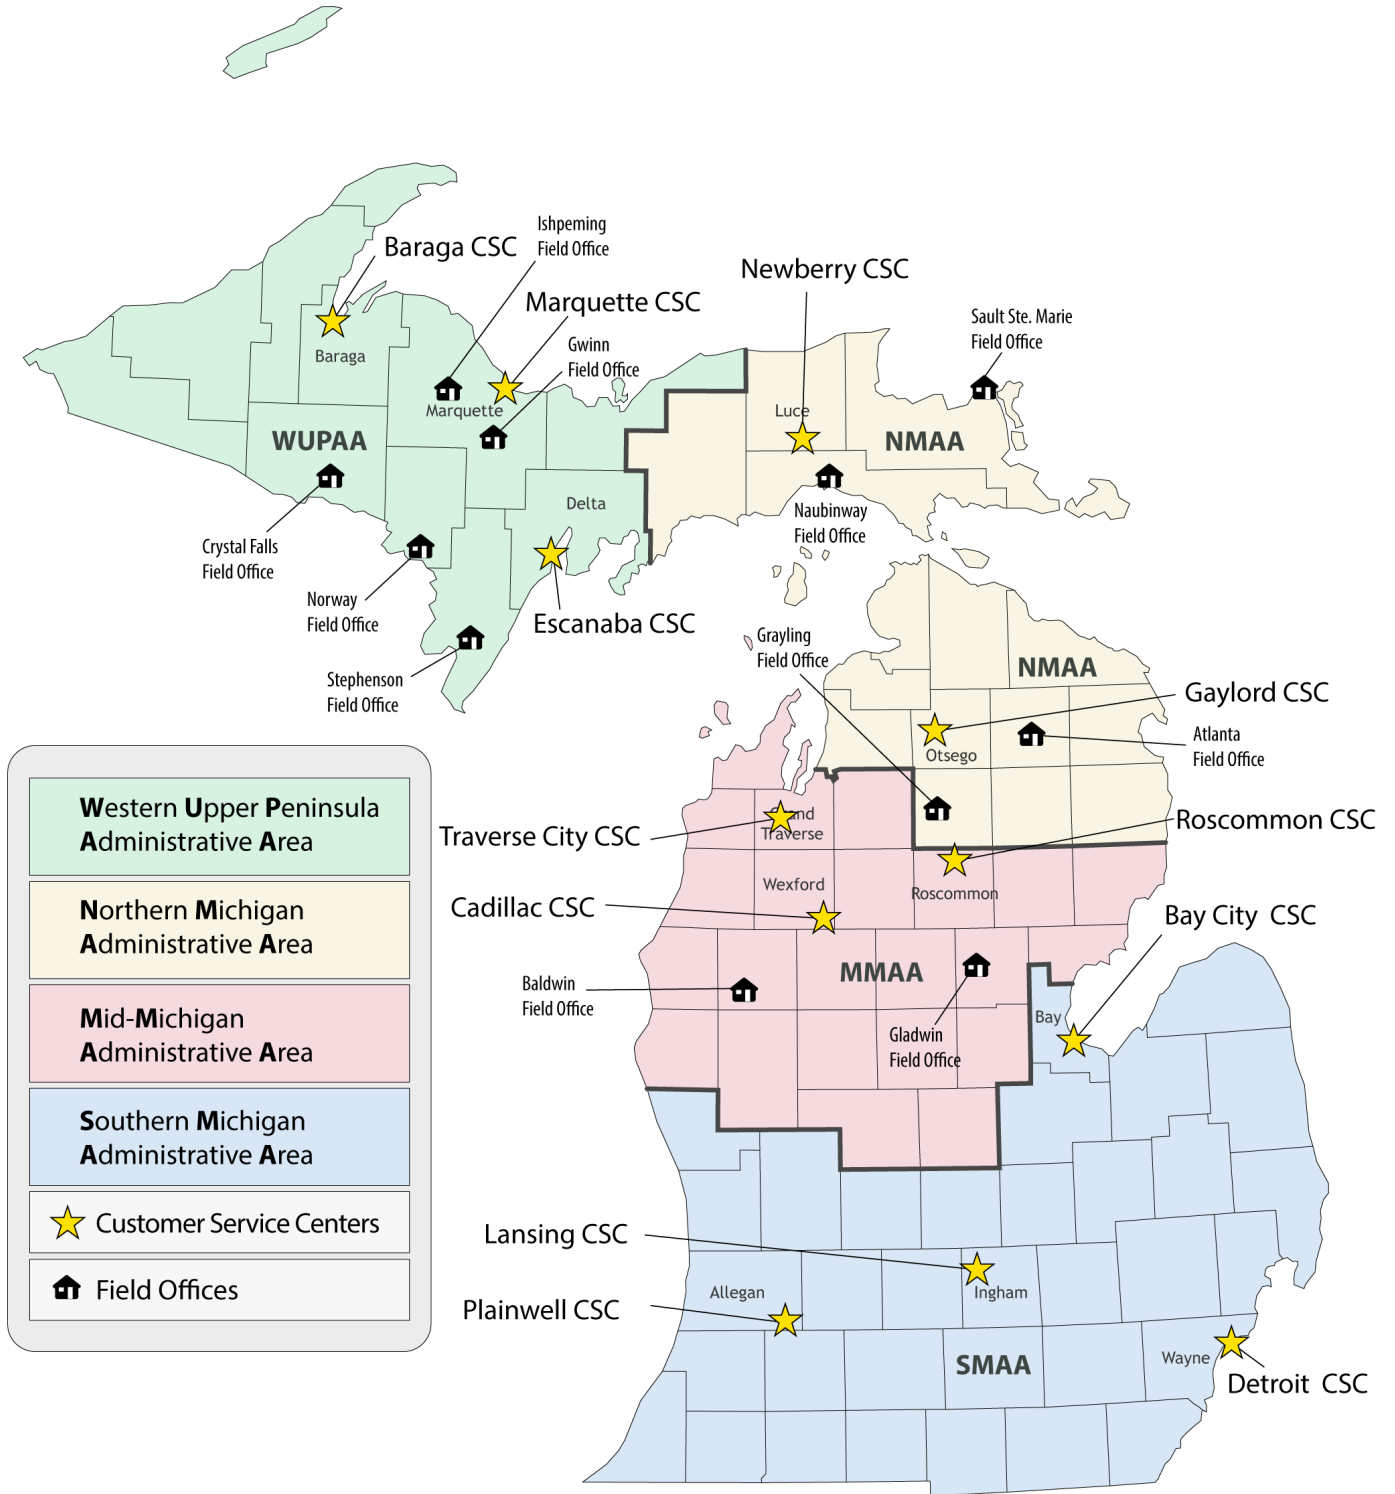 Ishpeming
Field Office
Baraga CSC
Newberry CSC
Marquette CSC
Sault Ste. Marie
Field Office
Gwinn
Field Office
Baraga
Marquette
Luce
WUPAA
NMAA
Delta
Naubinway
Field Office
Crystal Falls
Field Office
Norway
Field Office
Escanaba CSC
Grayling
Field Office
NMAA
Stephenson
Field Office
Gaylord CSC
Atlanta
Field Office
Otsego
Western Upper Peninsula
Administrative Area
Traverse City CSC
Grand
Traverse
Roscommon CSC
Wexford
Roscommon
Cadillac CSC
Bay City CSC
Northern Michigan
Administrative Area
MMAA
Baldwin
Field Office
Bay
Gladwin
Field Office
Mid-Michigan
Administrative Area
Southern Michigan
Administrative Area
Customer Service Centers
Field Offices
Lansing CSC
Allegan
Ingham
Plainwell CSC
SMAA
Wayne
Detroit CSC